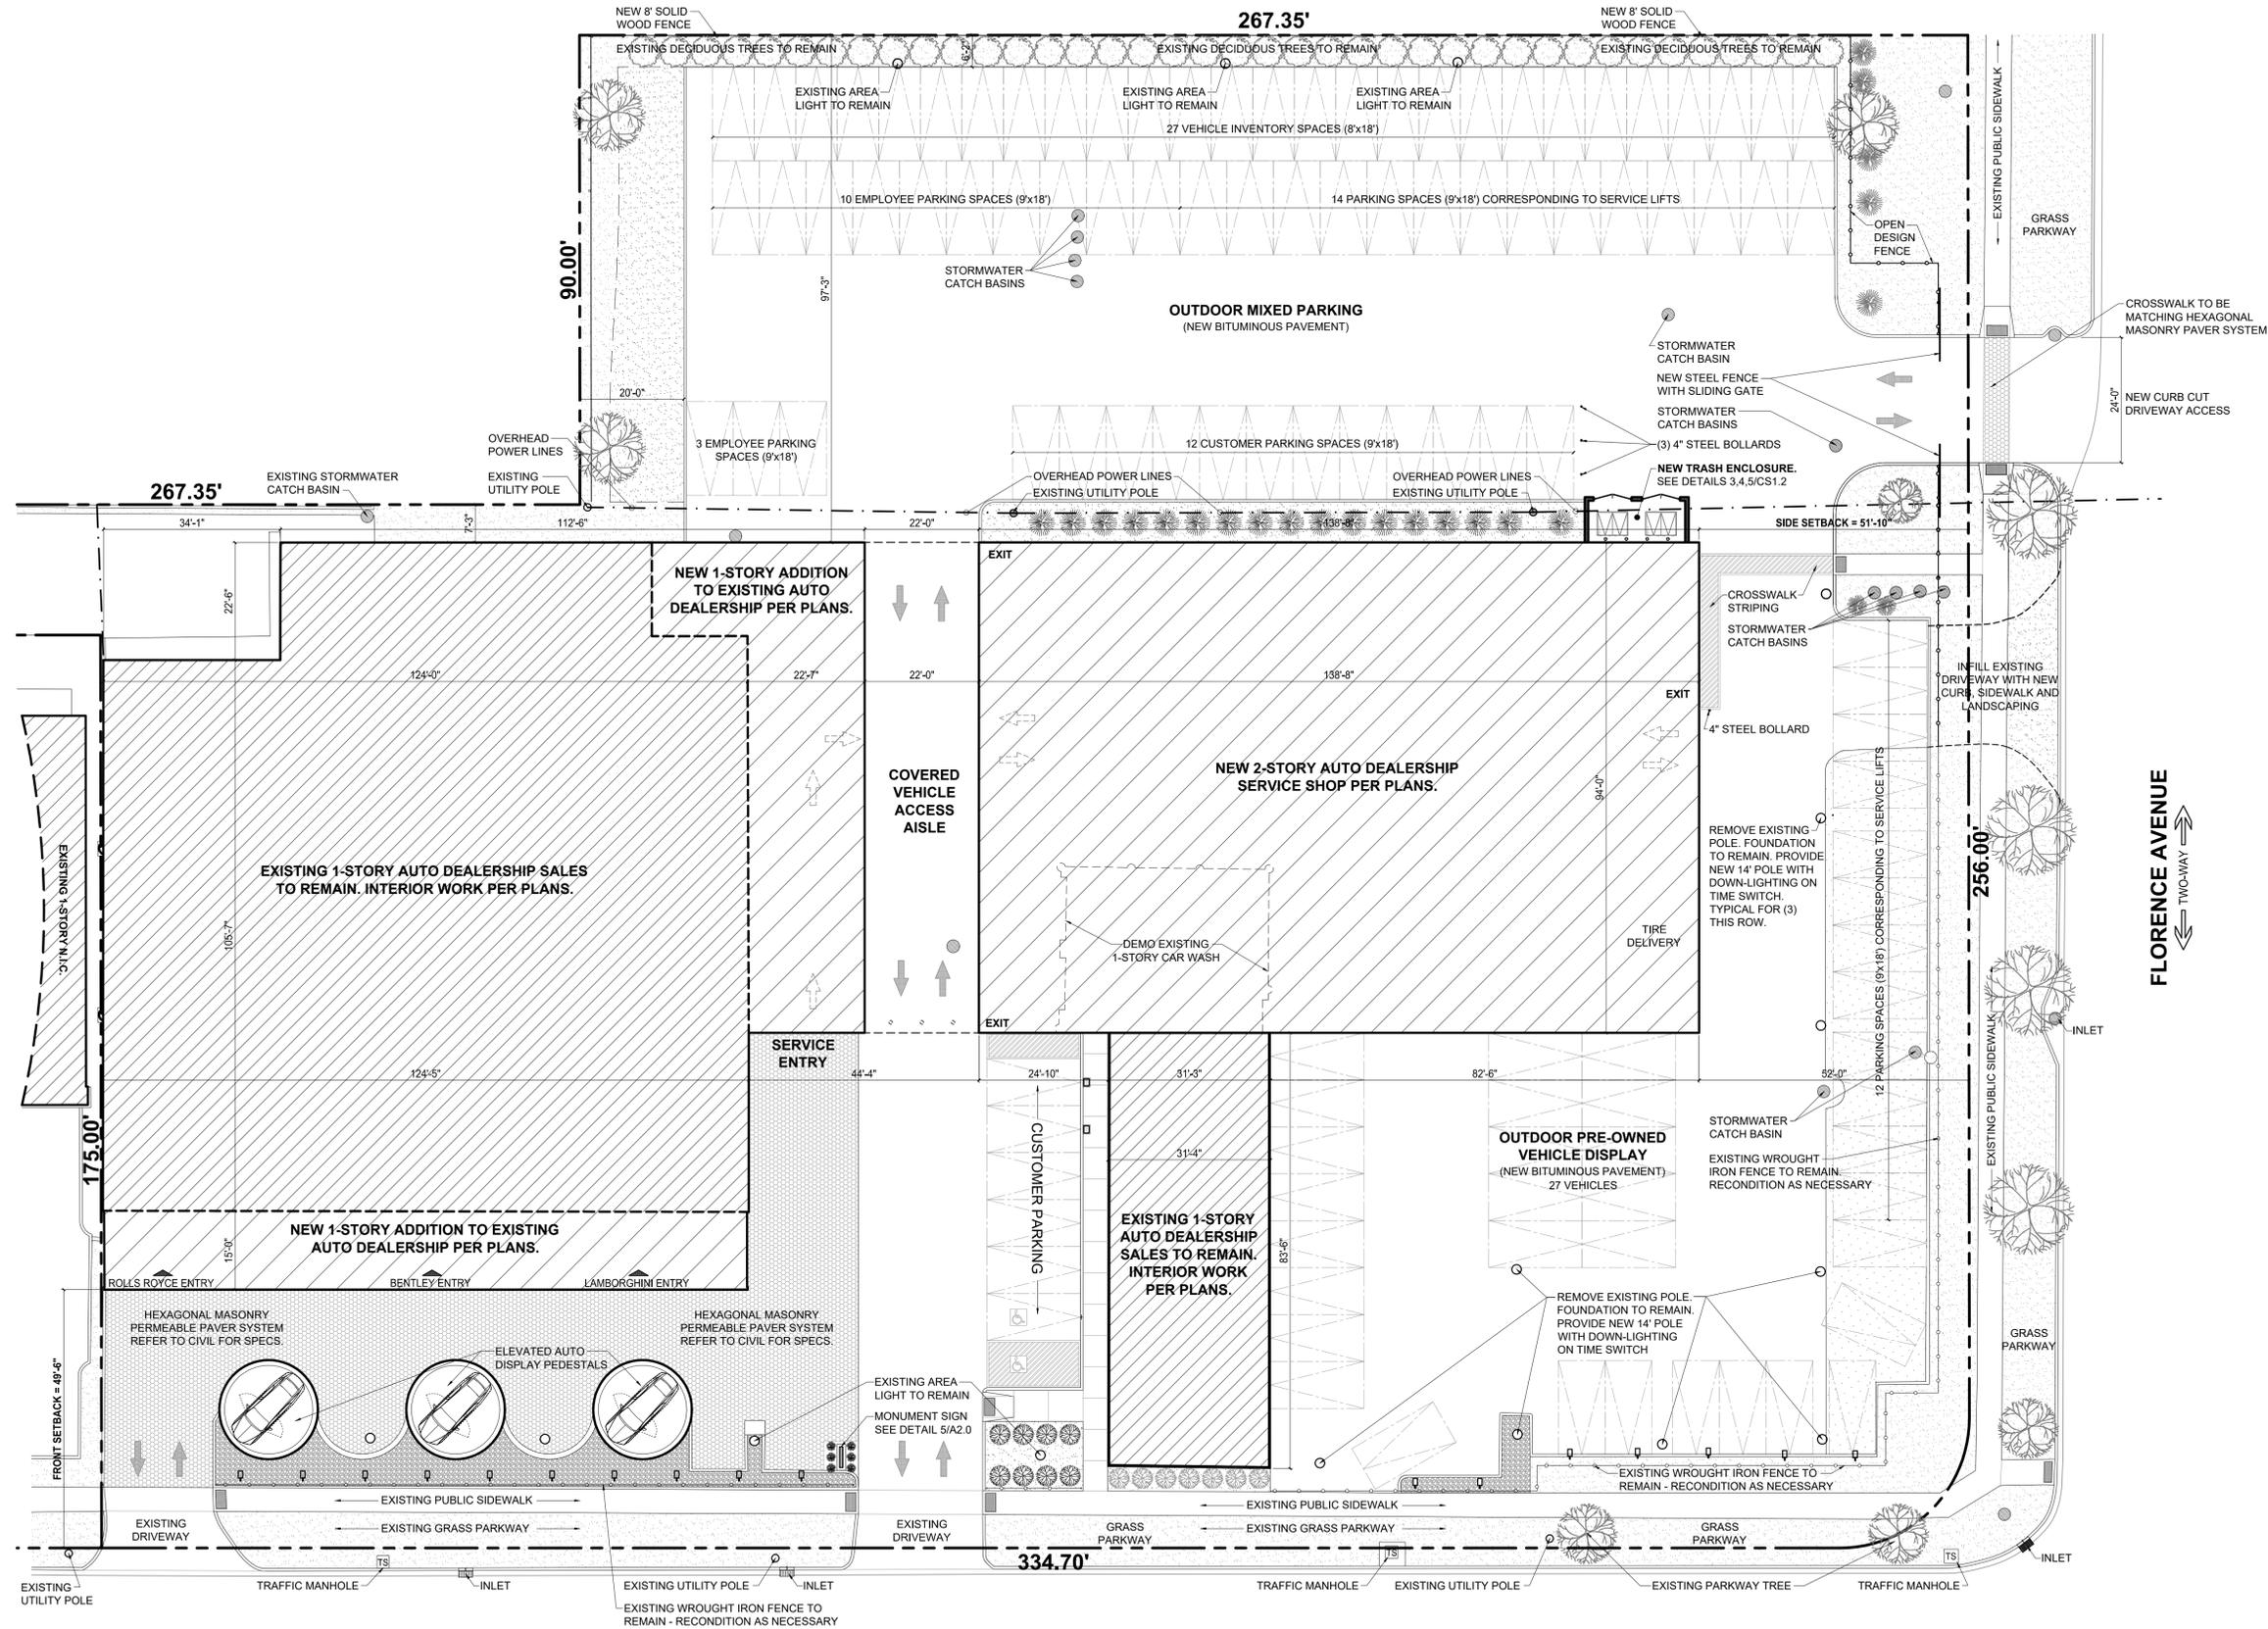 NEW 8' SOLID
WOOD FENCE
267.35'
NEW 8' SOLID
WOOD FENCE
EXISTING DECIDUOUS TREES TO REMAIN
EXISTING DECIDUOUS TREES TO REMAIN
EXISTING DECIDUOUS TREES TO REMAIN
6'-2"
EXISTING AREA
LIGHT TO REMAIN
EXISTING AREA
LIGHT TO REMAIN
EXISTING AREA
LIGHT TO REMAIN
27 VEHICLE INVENTORY SPACES (8'x18')
10 EMPLOYEE PARKING SPACES (9'x18')
14 PARKING SPACES (9'x18') CORRESPONDING TO SERVICE LIFTS
EXISTING PUBLIC SIDEWALK
GRASS
PARKWAY
OPEN
DESIGN
FENCE
90.00'
97'-3"
STORMWATER
CATCH BASINS
OUTDOOR MIXED PARKING
(NEW BITUMINOUS PAVEMENT)
CROSSWALK TO BE
MATCHING HEXAGONAL
MASONRY PAVER SYSTEM
STORMWATER
CATCH BASIN
NEW STEEL FENCE
WITH SLIDING GATE
STORMWATER
CATCH BASINS
(3) 4" STEEL BOLLARDS
NEW TRASH ENCLOSURE.
SEE DETAILS 3,4,5/CS1.2
24'-0"
NEW CURB CUT
DRIVEWAY ACCESS
20'-0"
3 EMPLOYEE PARKING
SPACES (9'x18')
12 CUSTOMER PARKING SPACES (9'x18')
OVERHEAD
POWER LINES
EXISTING
UTILITY POLE
OVERHEAD POWER LINES
EXISTING UTILITY POLE
OVERHEAD POWER LINES
EXISTING UTILITY POLE
267.35'
EXISTING STORMWATER
CATCH BASIN
34'-1"
7'-3"
112'-6"
22'-0"
138'-8"
SIDE SETBACK = 51'-10"
EXIT
NEW 1-STORY ADDITION
TO EXISTING AUTO
DEALERSHIP PER PLANS.
22'-6"
CROSSWALK
STRIPING
STORMWATER
CATCH BASINS
124'-0"
22'-7"
22'-0"
138'-8"
EXIT
INFILL EXISTING
DRIVEWAY WITH NEW
CURB, SIDEWALK AND
LANDSCAPING
4" STEEL BOLLARD
COVERED
VEHICLE
ACCESS
AISLE
NEW 2-STORY AUTO DEALERSHIP
SERVICE SHOP PER PLANS.
94'-0"
EXISTING 1-STORY N.I.C.
EXISTING 1-STORY AUTO DEALERSHIP SALES
TO REMAIN. INTERIOR WORK PER PLANS.
105'-7"
REMOVE EXISTING
POLE. FOUNDATION
TO REMAIN. PROVIDE
NEW 14' POLE WITH
DOWN-LIGHTING ON
TIME SWITCH.
TYPICAL FOR (3)
THIS ROW.
12 PARKING SPACES (9'x18') CORRESPONDING TO SERVICE LIFTS
256.00'
FLORENCE AVENUE
TWO-WAY
DEMO EXISTING
1-STORY CAR WASH
TIRE
DELIVERY
EXIT
INLET
EXISTING PUBLIC SIDEWALK
SERVICE
ENTRY
124'-5"
44'-4"
24'-10"
31'-3"
82'-6"
52'-0"
175.00'
CUSTOMER PARKING
31'-4"
OUTDOOR PRE-OWNED
VEHICLE DISPLAY
(NEW BITUMINOUS PAVEMENT)
27 VEHICLES
STORMWATER
CATCH BASIN
EXISTING WROUGHT
IRON FENCE TO REMAIN.
RECONDITION AS NECESSARY
NEW 1-STORY ADDITION TO EXISTING
AUTO DEALERSHIP PER PLANS.
15'-0"
EXISTING 1-STORY
AUTO DEALERSHIP
SALES TO REMAIN.
INTERIOR WORK
PER PLANS.
83'-6"
ROLLS ROYCE ENTRY
BENTLEY ENTRY
LAMBORGHINI ENTRY
HEXAGONAL MASONRY
PERMEABLE PAVER SYSTEM
REFER TO CIVIL FOR SPECS.
HEXAGONAL MASONRY
PERMEABLE PAVER SYSTEM
REFER TO CIVIL FOR SPECS.
REMOVE EXISTING POLE.
FOUNDATION TO REMAIN.
PROVIDE NEW 14' POLE
WITH DOWN-LIGHTING
ON TIME SWITCH
GRASS
PARKWAY
ELEVATED AUTO
DISPLAY PEDESTALS
FRONT SETBACK = 49'-6"
EXISTING AREA
LIGHT TO REMAIN
MONUMENT SIGN
SEE DETAIL 5/A2.0
EXISTING WROUGHT IRON FENCE TO
REMAIN - RECONDITION AS NECESSARY
EXISTING PUBLIC SIDEWALK
EXISTING PUBLIC SIDEWALK
EXISTING
DRIVEWAY
EXISTING GRASS PARKWAY
EXISTING
DRIVEWAY
GRASS
PARKWAY
EXISTING GRASS PARKWAY
GRASS
PARKWAY
334.70'
TS
TS
TS
INLET
EXISTING
UTILITY POLE
TRAFFIC MANHOLE
INLET
EXISTING UTILITY POLE
INLET
TRAFFIC MANHOLE
EXISTING UTILITY POLE
EXISTING PARKWAY TREE
TRAFFIC MANHOLE
EXISTING WROUGHT IRON FENCE TO
REMAIN - RECONDITION AS NECESSARY